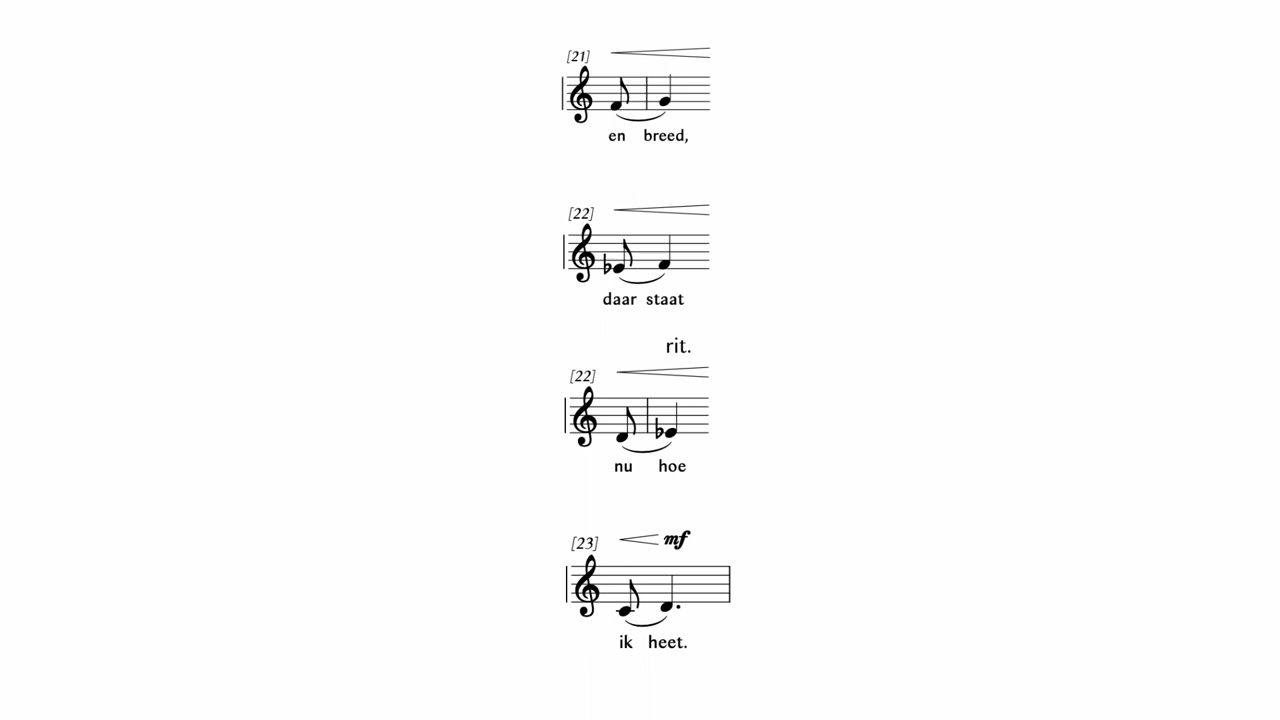 [21]
en breed,
[22]
daar staat
rit.
[22]
nu hoe
[23] mf
ik heet.